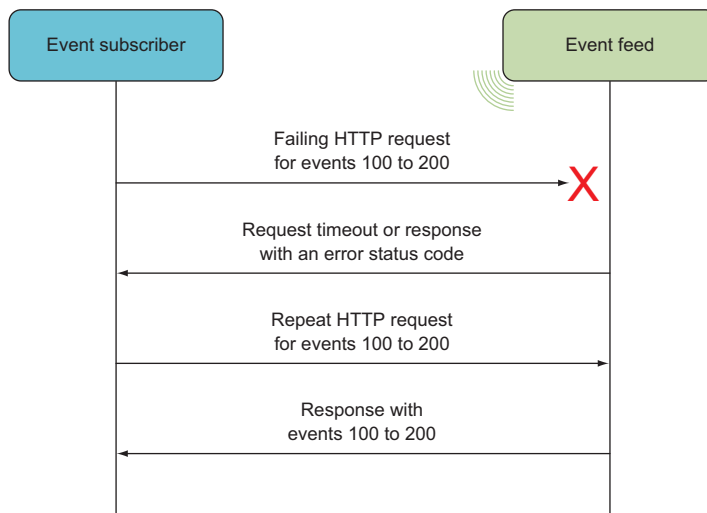 Event subscriber
Event feed
Failing HTTP request
for events 100 to 200
X
Request timeout or response
with an error status code
Repeat HTTP request
for events 100 to 200
Response with
events 100 to 200